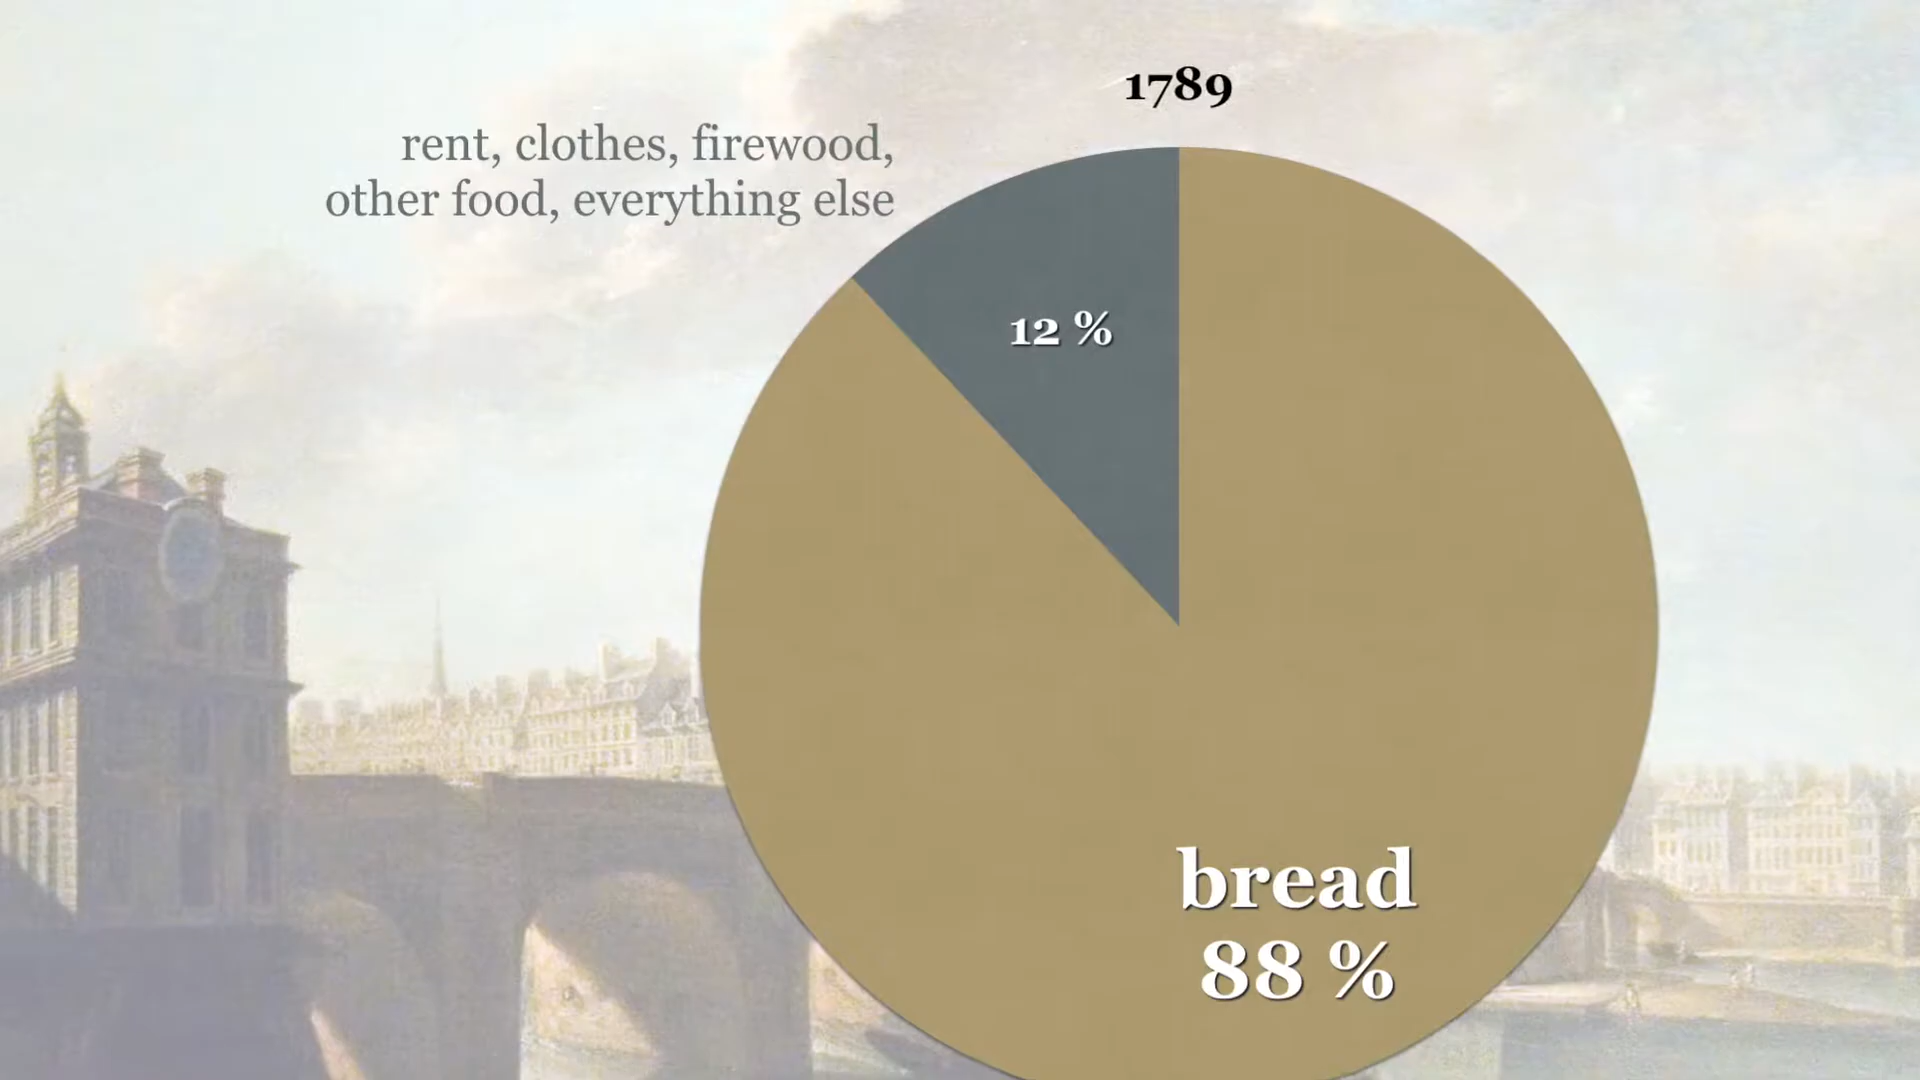 1789
rent, clothes, firewood,
other food, everything else
12 %
bread
88 %